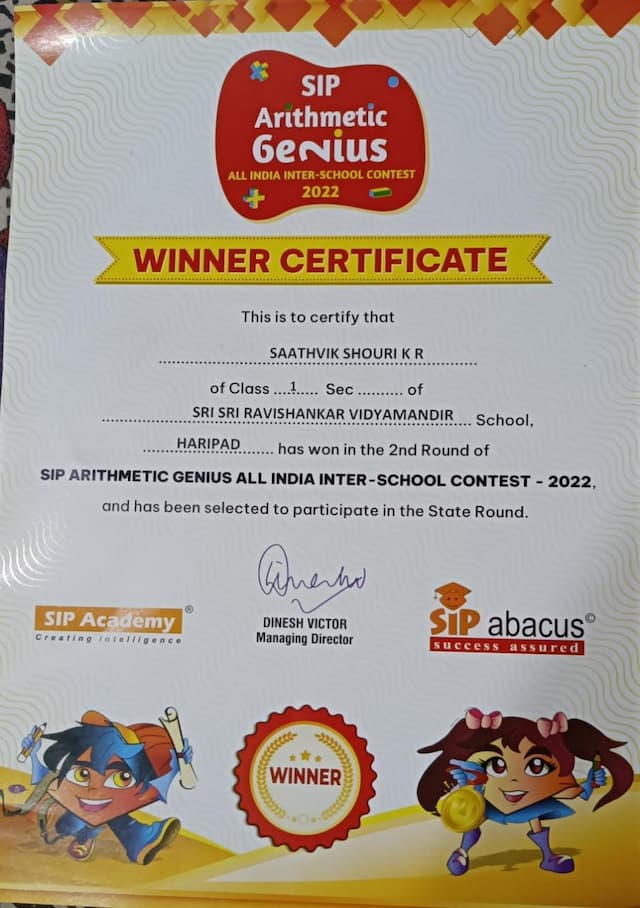 SIP
Arithmetic
Genius
ALL INDIA INTER-SCHOOL CONTEST
2022
WINNER CERTIFICATE
This is to certify that
SAATHVIK SHOURI K R
of Class ....1...... Sec .......... of
SRI SRI RAVISHANKAR VIDYAMANDIR .... School,
HARIPAD ....... has won in the 2nd Round of
SIP ARITHMETIC GENIUS ALL INDIA INTER-SCHOOL CONTEST - 2022,
and has been selected to participate in the State Round.
Dinesh
SIP Academy ®
Creating intelligence
DINESH VICTOR
Managing Director
SIP abacus ©
success assured
WINNER